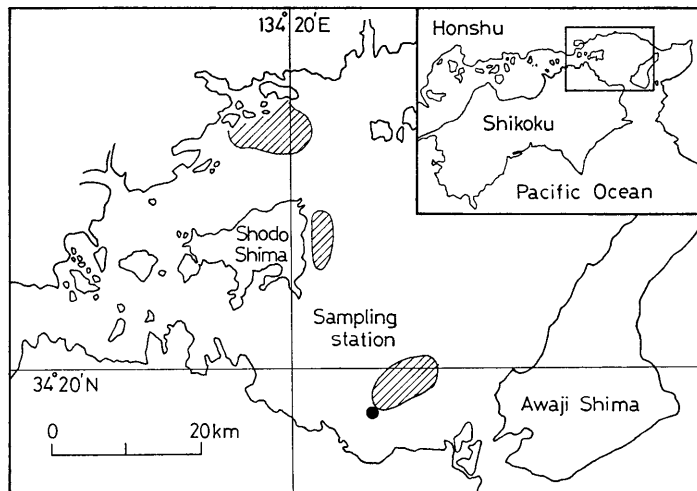 134°20′E
Honshu
Shikoku
Pacific Ocean
Shodo
Shima
Sampling
station
34°20′N
Awaji Shima
0 20km